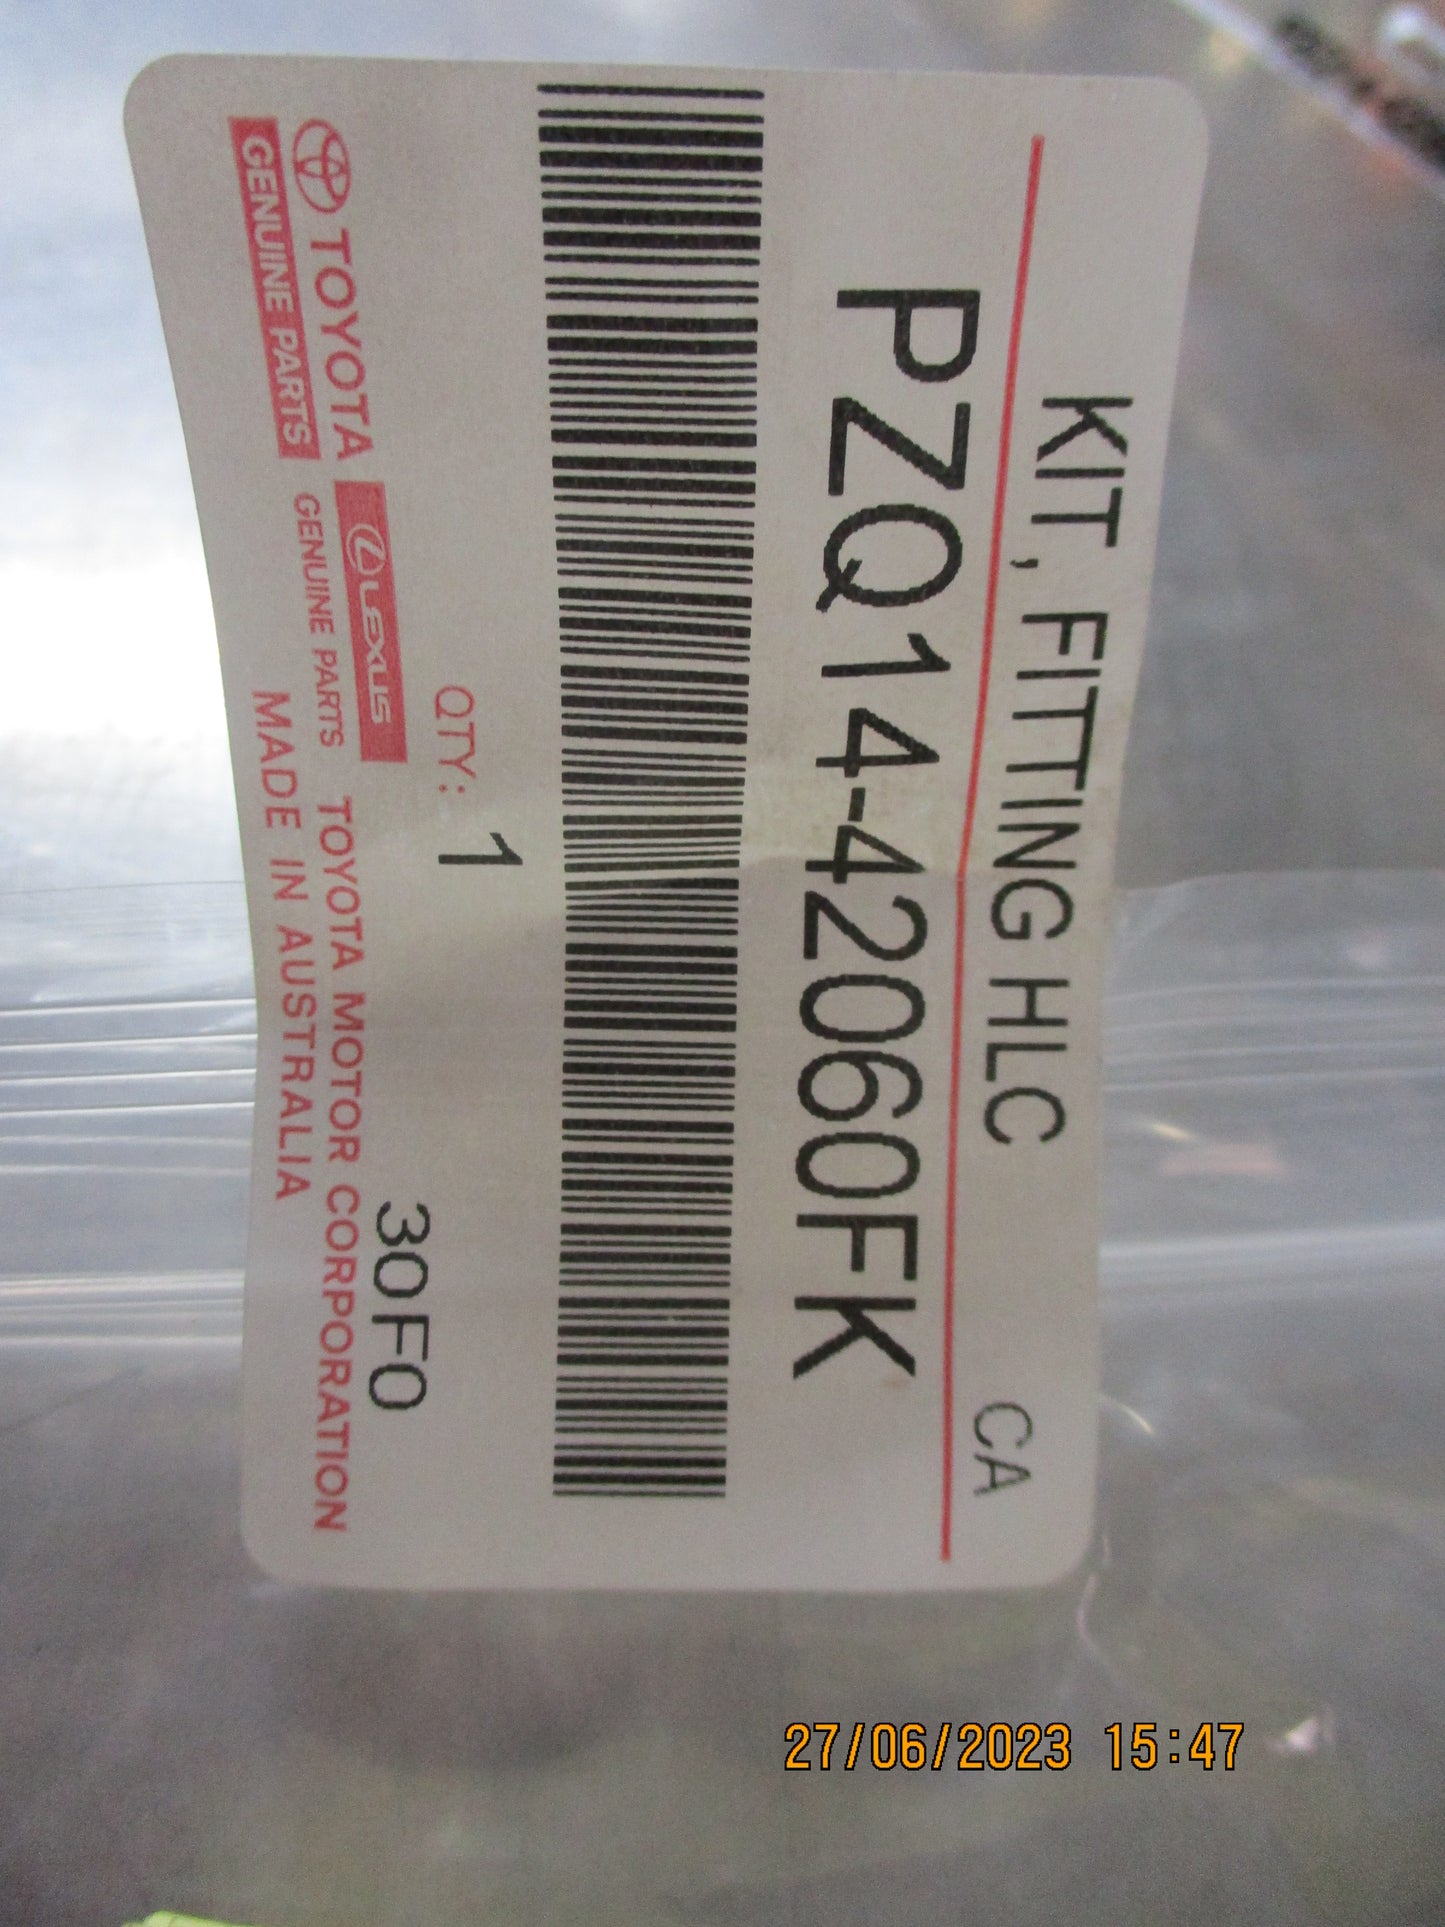 KIT, FITTING HLC CA
PZQ14-42060FK
QTY: 1
30F0
TOYOTA
GENUINE PARTS
LEXUS
GENUINE PARTS
TOYOTA MOTOR CORPORATION
MADE IN AUSTRALIA
27/06/2023 15:47